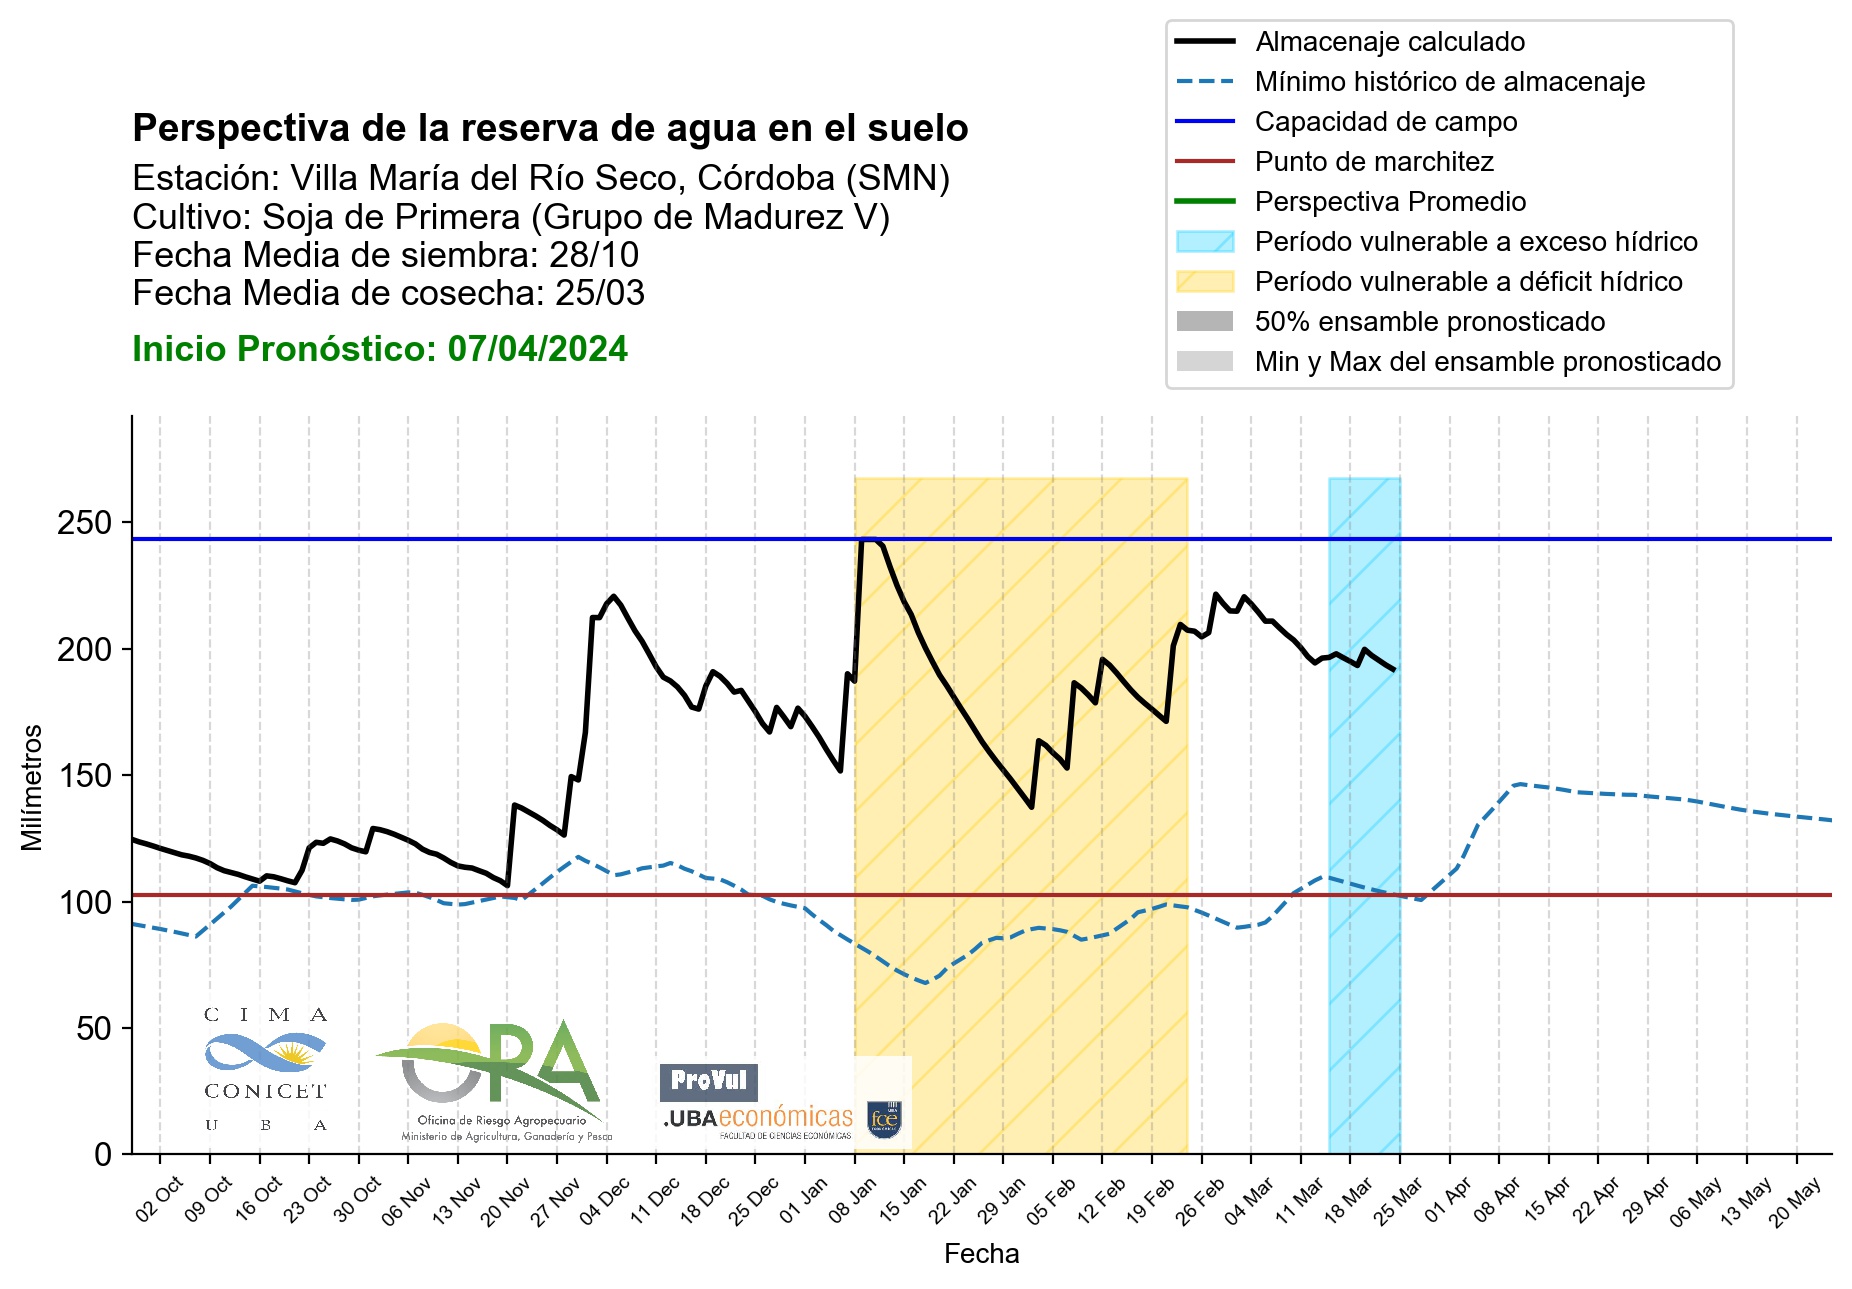 Almacenaje calculado
Mínimo histórico de almacenaje
Capacidad de campo
Punto de marchitez
Perspectiva Promedio
Período vulnerable a exceso hídrico
Período vulnerable a déficit hídrico
50% ensamble pronosticado
Min y Max del ensamble pronosticado
Perspectiva de la reserva de agua en el suelo
Estación: Villa María del Río Seco, Córdoba (SMN)
Cultivo: Soja de Primera (Grupo de Madurez V)
Fecha Media de siembra: 28/10
Fecha Media de cosecha: 25/03
Inicio Pronóstico: 07/04/2024
Milímetros
250
200
150
100
50
0
CIMA
CONICET
UBA
ORA
Oficina de Riesgo Agropecuario
Ministerio de Agricultura, Ganadería y Pesca
ProVul
.UBAeconómicas
FACULTAD DE CIENCIAS ECONÓMICAS
fce
02 Oct
09 Oct
16 Oct
23 Oct
30 Oct
06 Nov
13 Nov
20 Nov
27 Nov
04 Dec
11 Dec
18 Dec
25 Dec
01 Jan
08 Jan
15 Jan
22 Jan
29 Jan
05 Feb
12 Feb
19 Feb
26 Feb
04 Mar
11 Mar
18 Mar
25 Mar
01 Apr
08 Apr
15 Apr
22 Apr
29 Apr
06 May
13 May
20 May
Fecha